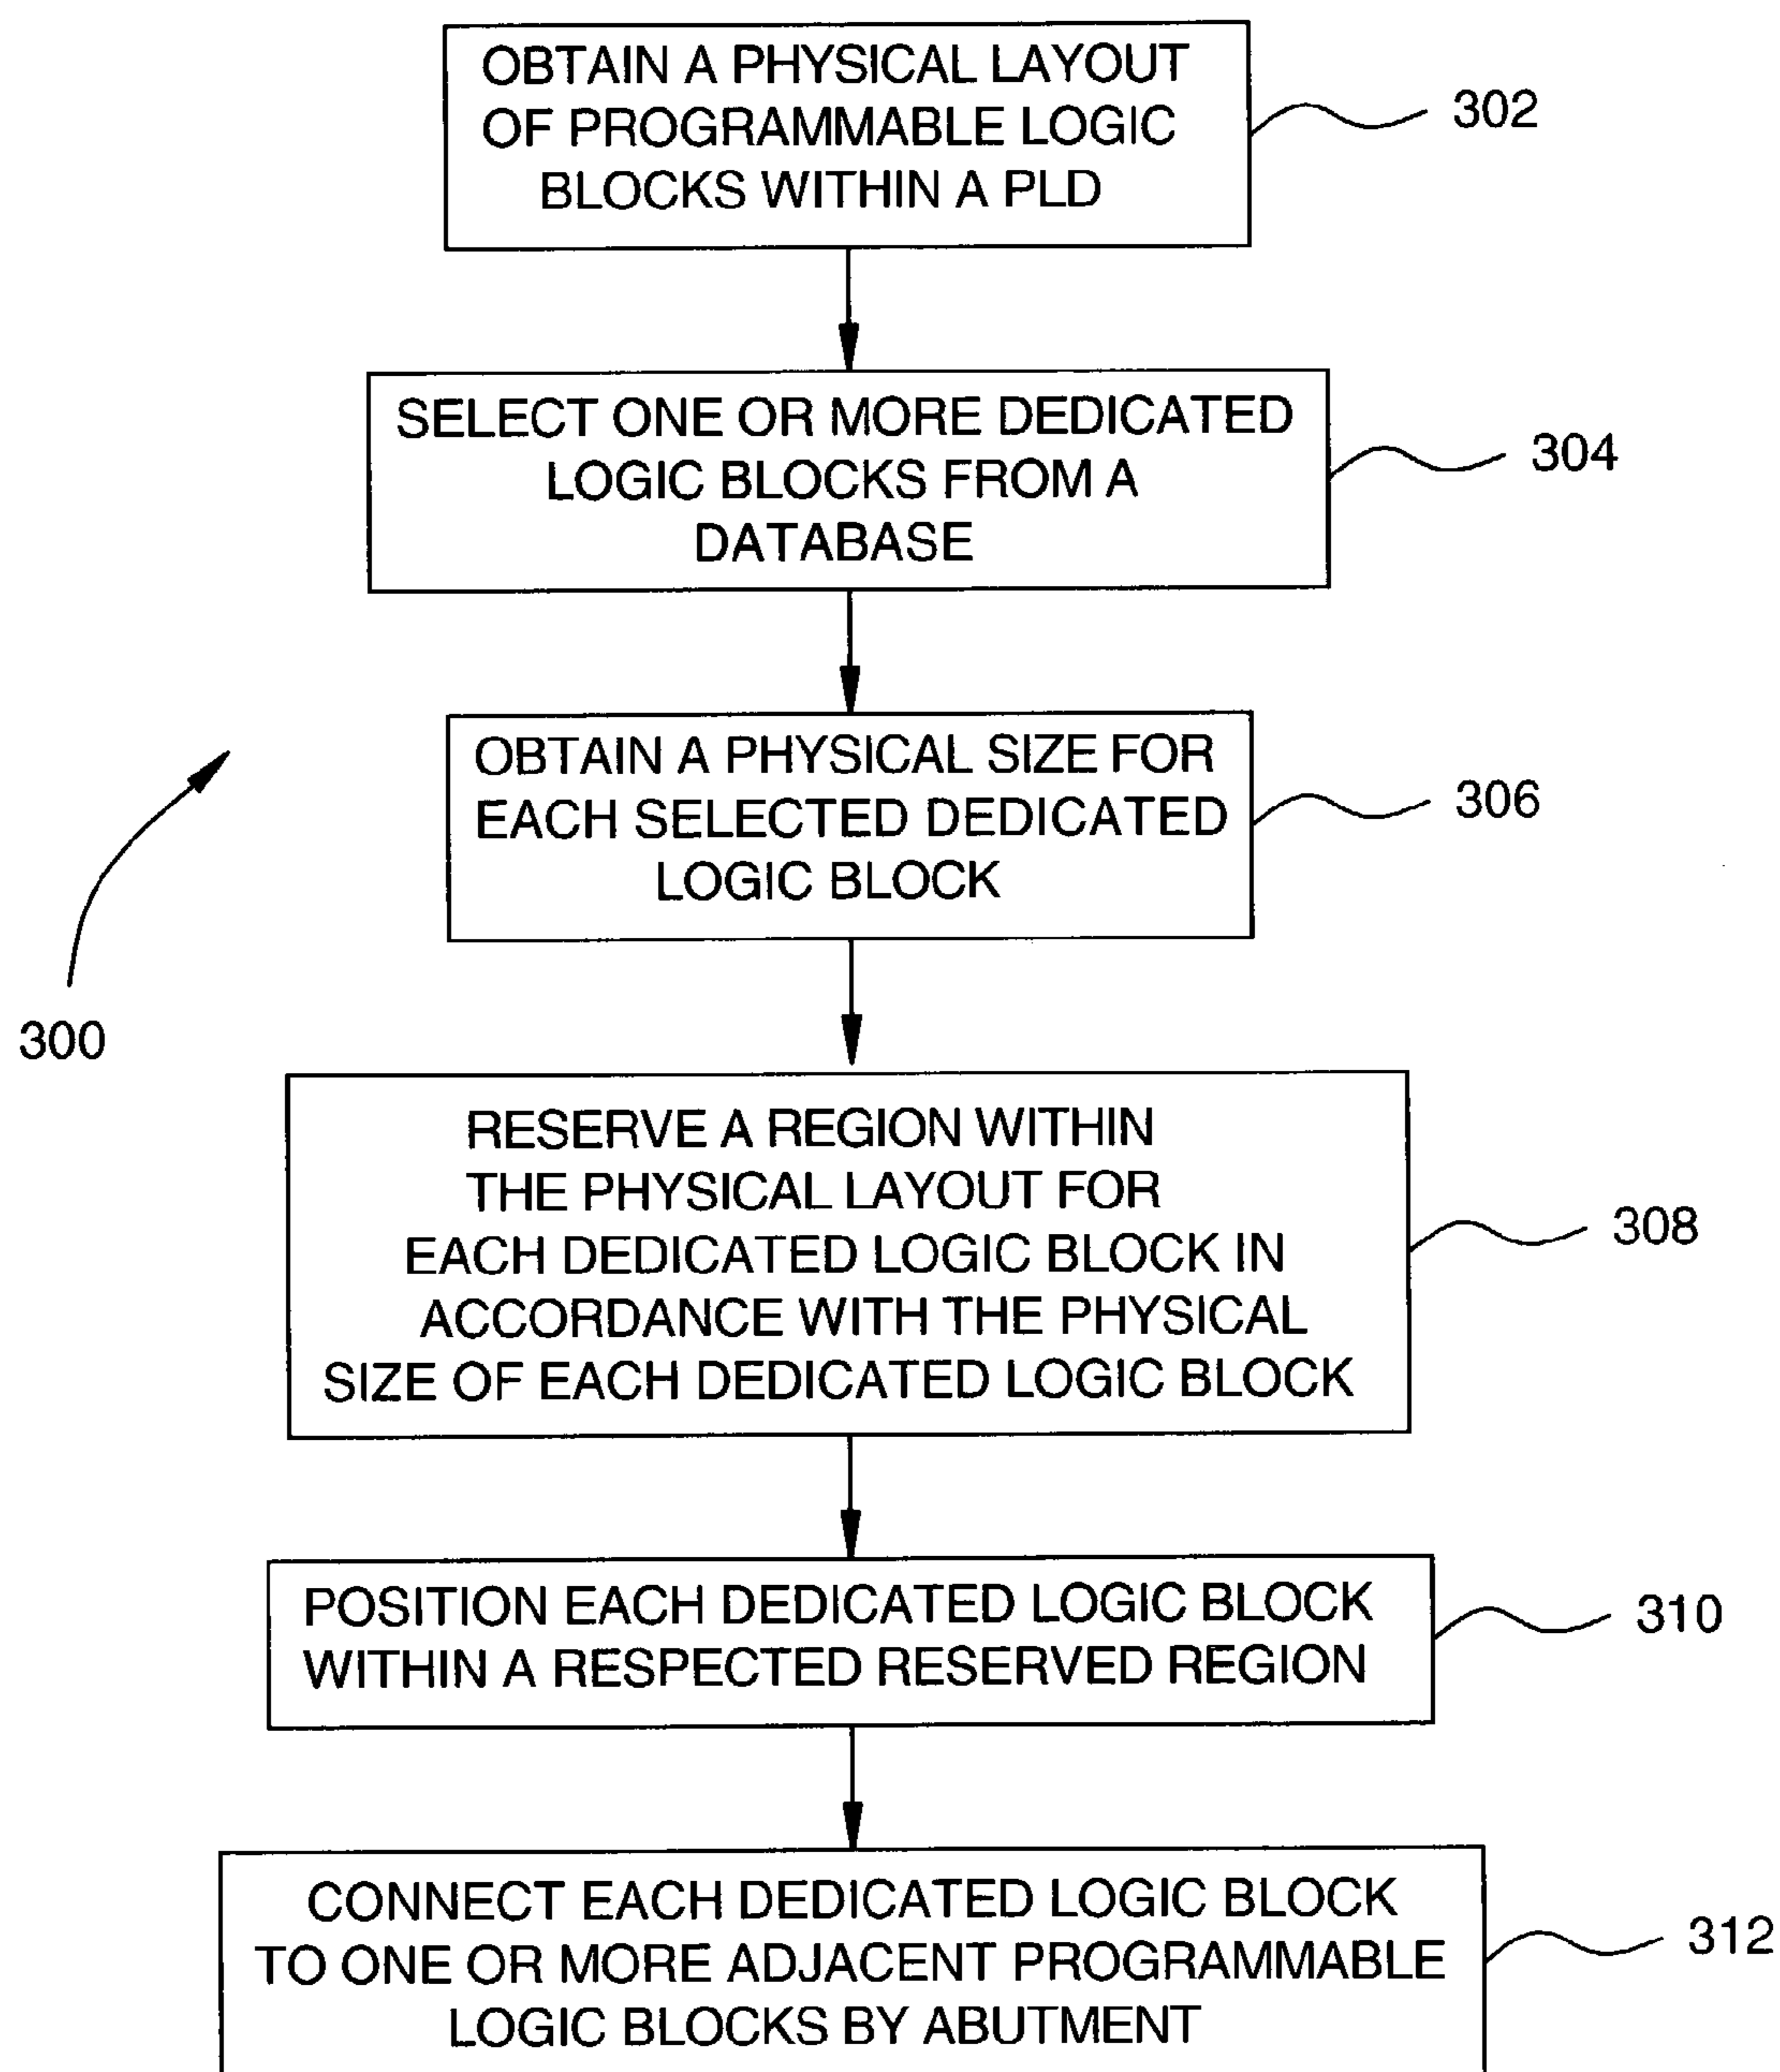 OBTAIN A PHYSICAL LAYOUT
OF PROGRAMMABLE LOGIC
BLOCKS WITHIN A PLD
302
SELECT ONE OR MORE DEDICATED
LOGIC BLOCKS FROM A
DATABASE
304
OBTAIN A PHYSICAL SIZE FOR
EACH SELECTED DEDICATED
LOGIC BLOCK
306
300
RESERVE A REGION WITHIN
THE PHYSICAL LAYOUT FOR
EACH DEDICATED LOGIC BLOCK IN
ACCORDANCE WITH THE PHYSICAL
SIZE OF EACH DEDICATED LOGIC BLOCK
308
POSITION EACH DEDICATED LOGIC BLOCK
WITHIN A RESPECTED RESERVED REGION
310
CONNECT EACH DEDICATED LOGIC BLOCK
TO ONE OR MORE ADJACENT PROGRAMMABLE
LOGIC BLOCKS BY ABUTMENT
312